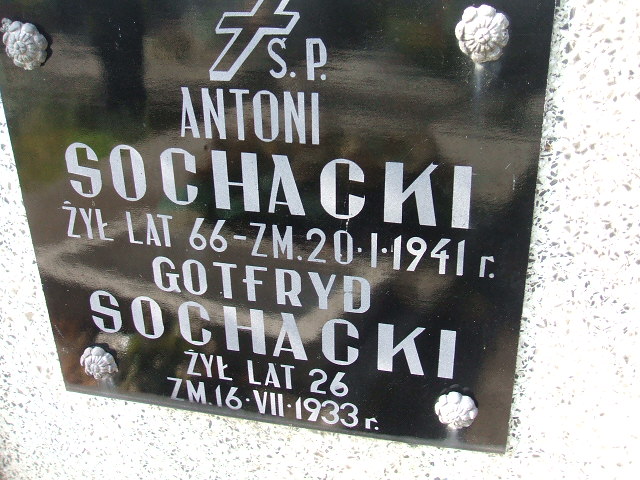 Ś.P.
ANTONI
SOCHACKI
ŻYŁ LAT 66-ZM.20·I·1941 r.
GOTFRYD
SOCHACKI
ŻYŁ LAT 26
ZM.16·VII·1933 r.